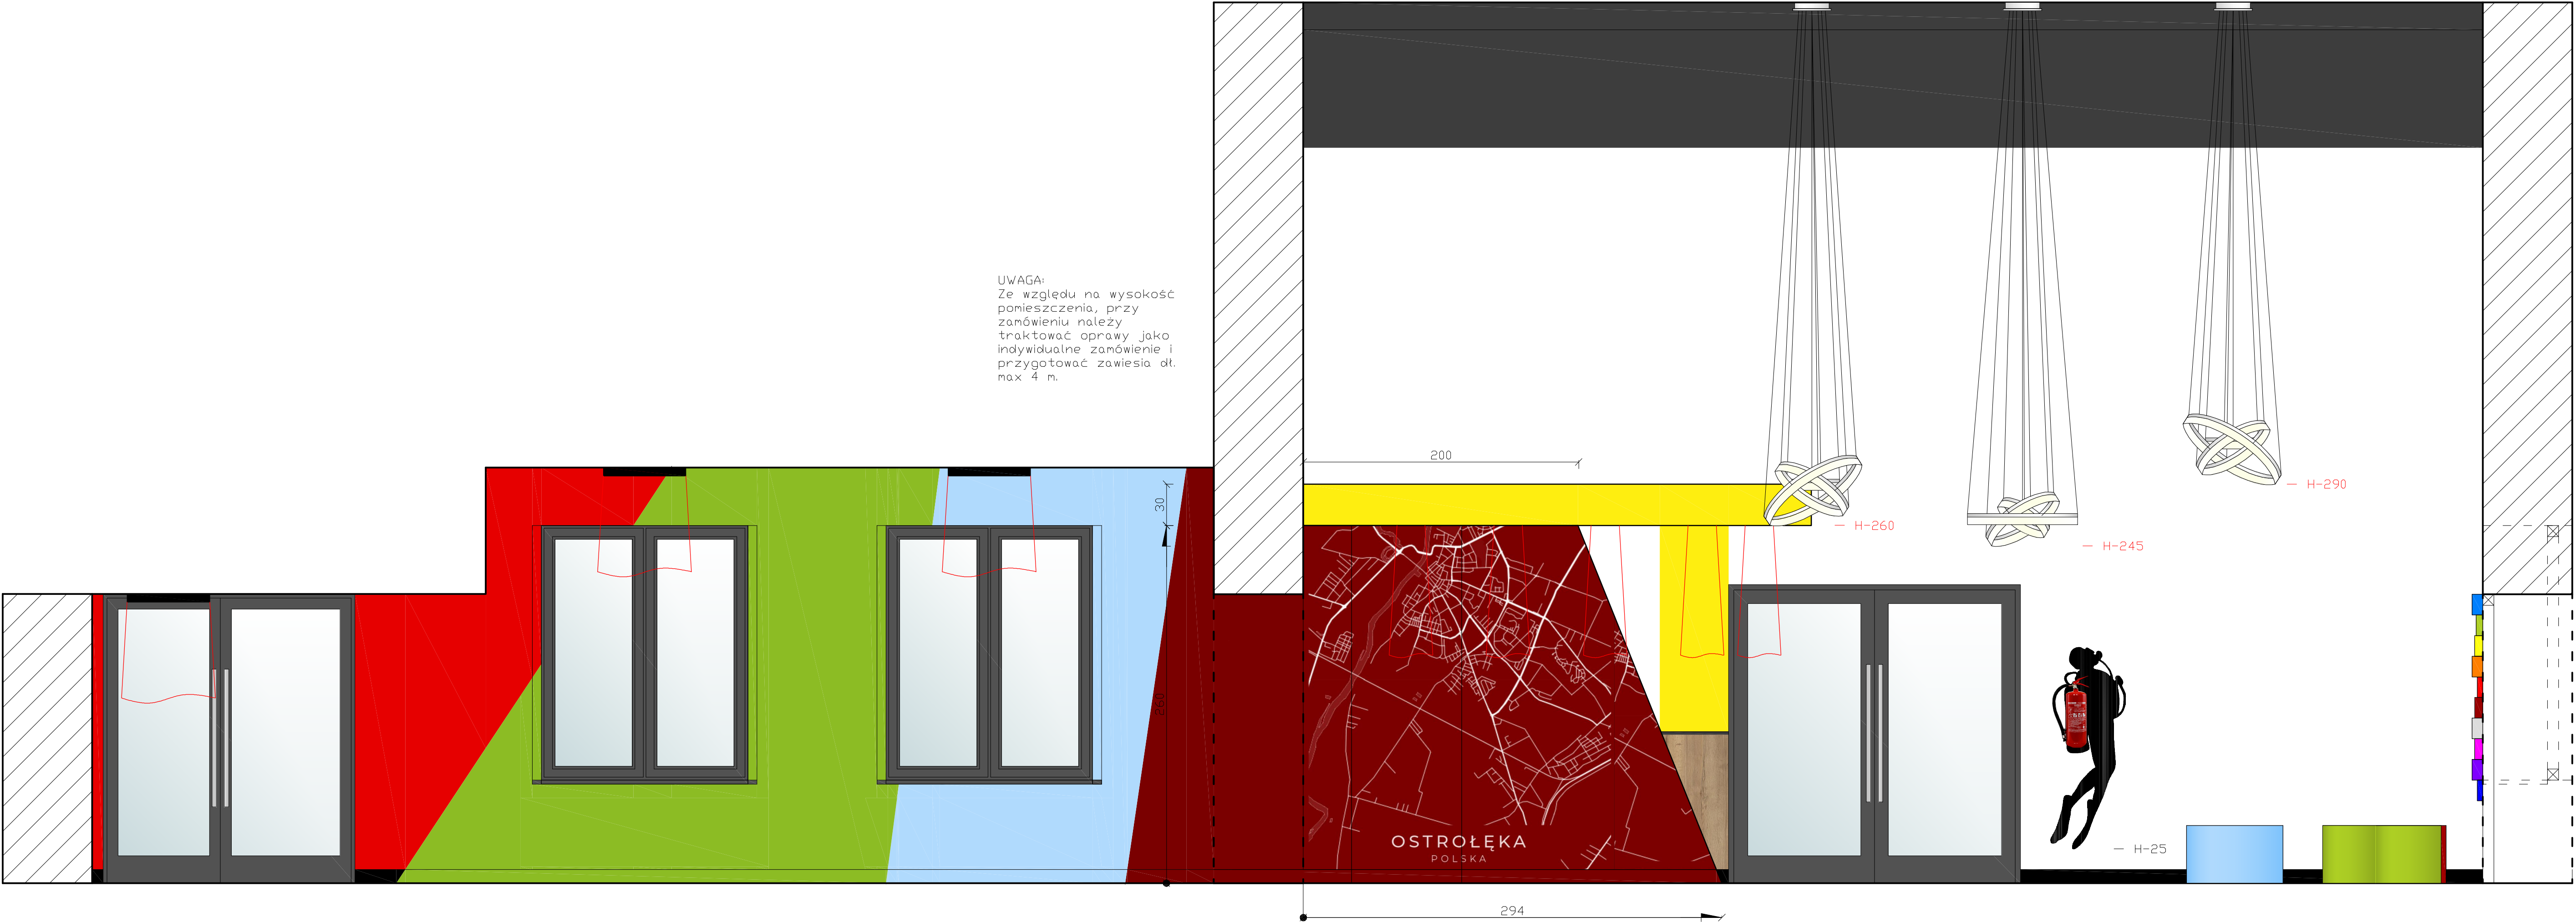 UWAGA:
Ze względu na wysokość
pomieszczenia, przy
zamówieniu należy
traktować oprawy jako
indywidualne zamówienie i
przygotować zawiesia dł.
max 4 m.
200
30
H-290
H-260
H-245
260
OSTROŁĘKA
POLSKA
H-25
294